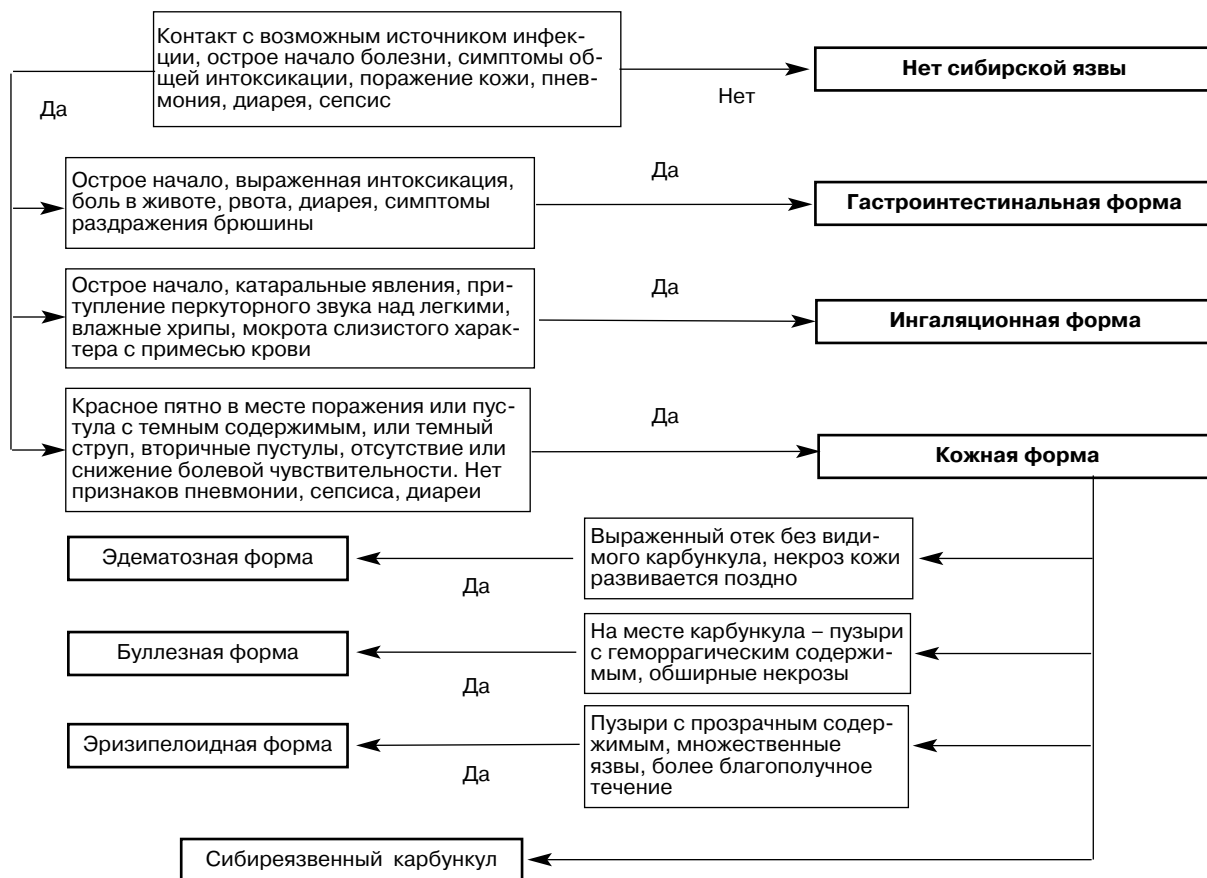 Контакт с возможным источником инфек-
ции, острое начало болезни, симптомы об-
щей интоксикации, поражение кожи, пнев-
мония, диарея, сепсис
Нет сибирской язвы
Да
Нет
Острое начало, выраженная интоксикация,
боль в животе, рвота, диарея, симптомы
раздражения брюшины
Да
Гастроинтестинальная форма
Острое начало, катаральные явления, при-
тупление перкуторного звука над легкими,
влажные хрипы, мокрота слизистого харак-
тера с примесью крови
Да
Ингаляционная форма
Красное пятно в месте поражения или пус-
тула с темным содержимым, или темный
струп, вторичные пустулы, отсутствие или
снижение болевой чувствительности. Нет
признаков пневмонии, сепсиса, диареи
Да
Кожная форма
Эдематозная форма
Да
Выраженный отек без види-
мого карбункула, некроз кожи
развивается поздно
Буллезная форма
Да
На месте карбункула – пузыри
с геморрагическим содержи-
мым, обширные некрозы
Эризипелоидная форма
Да
Пузыри с прозрачным содер-
жимым, множественные
язвы, более благополучное
течение
Сибиреязвенный карбункул